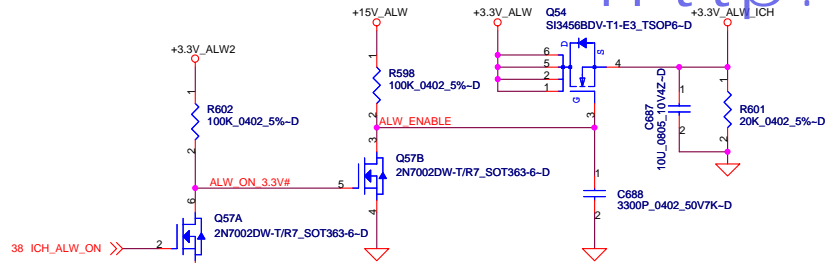 http:
+15V_ALW
+3.3V_ALW
Q54
SI3456BDV-T1-E3_TSOP6~D
+3.3V_ALW_ICH
+3.3V_ALW2
D
S
6
5
2
1
4
G
3
1
R598
100K_0402_5%~D
2
1
R602
100K_0402_5%~D
2
C687
10U_0805_10V4Z~D
1
2
1
R601
20K_0402_5%~D
2
ALW_ENABLE
3
Q57B
2N7002DW-T/R7_SOT363-6~D
ALW_ON_3.3V#
5
4
1
C688
3300P_0402_50V7K~D
2
6
Q57A
2N7002DW-T/R7_SOT363-6~D
38 ICH_ALW_ON
2